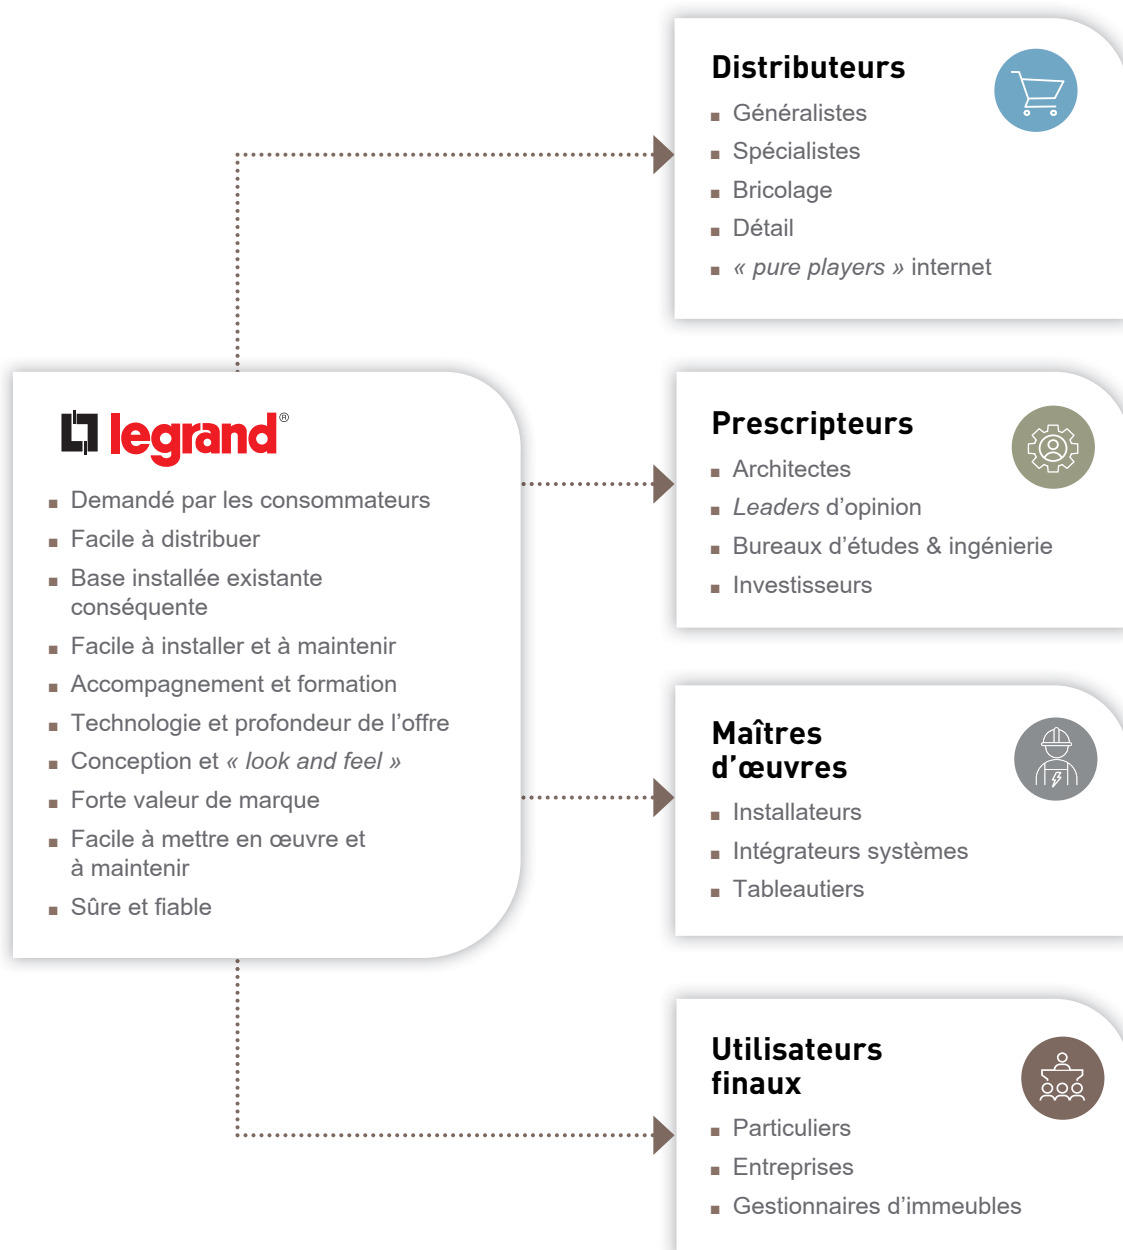 legrand®
Demandé par les consommateurs
Facile à distribuer
Base installée existante
conséquente
Facile à installer et à maintenir
Accompagnement et formation
Technologie et profondeur de l’offre
Conception et « look and feel »
Forte valeur de marque
Facile à mettre en œuvre et
à maintenir
Sûre et fiable
Distributeurs
Généralistes
Spécialistes
Bricolage
Détail
« pure players » internet
Prescripteurs
Architectes
Leaders d’opinion
Bureaux d’études & ingénierie
Investisseurs
Maîtres
d’œuvres
Installateurs
Intégrateurs systèmes
Tableautiers
Utilisateurs
finaux
Particuliers
Entreprises
Gestionnaires d’immeubles